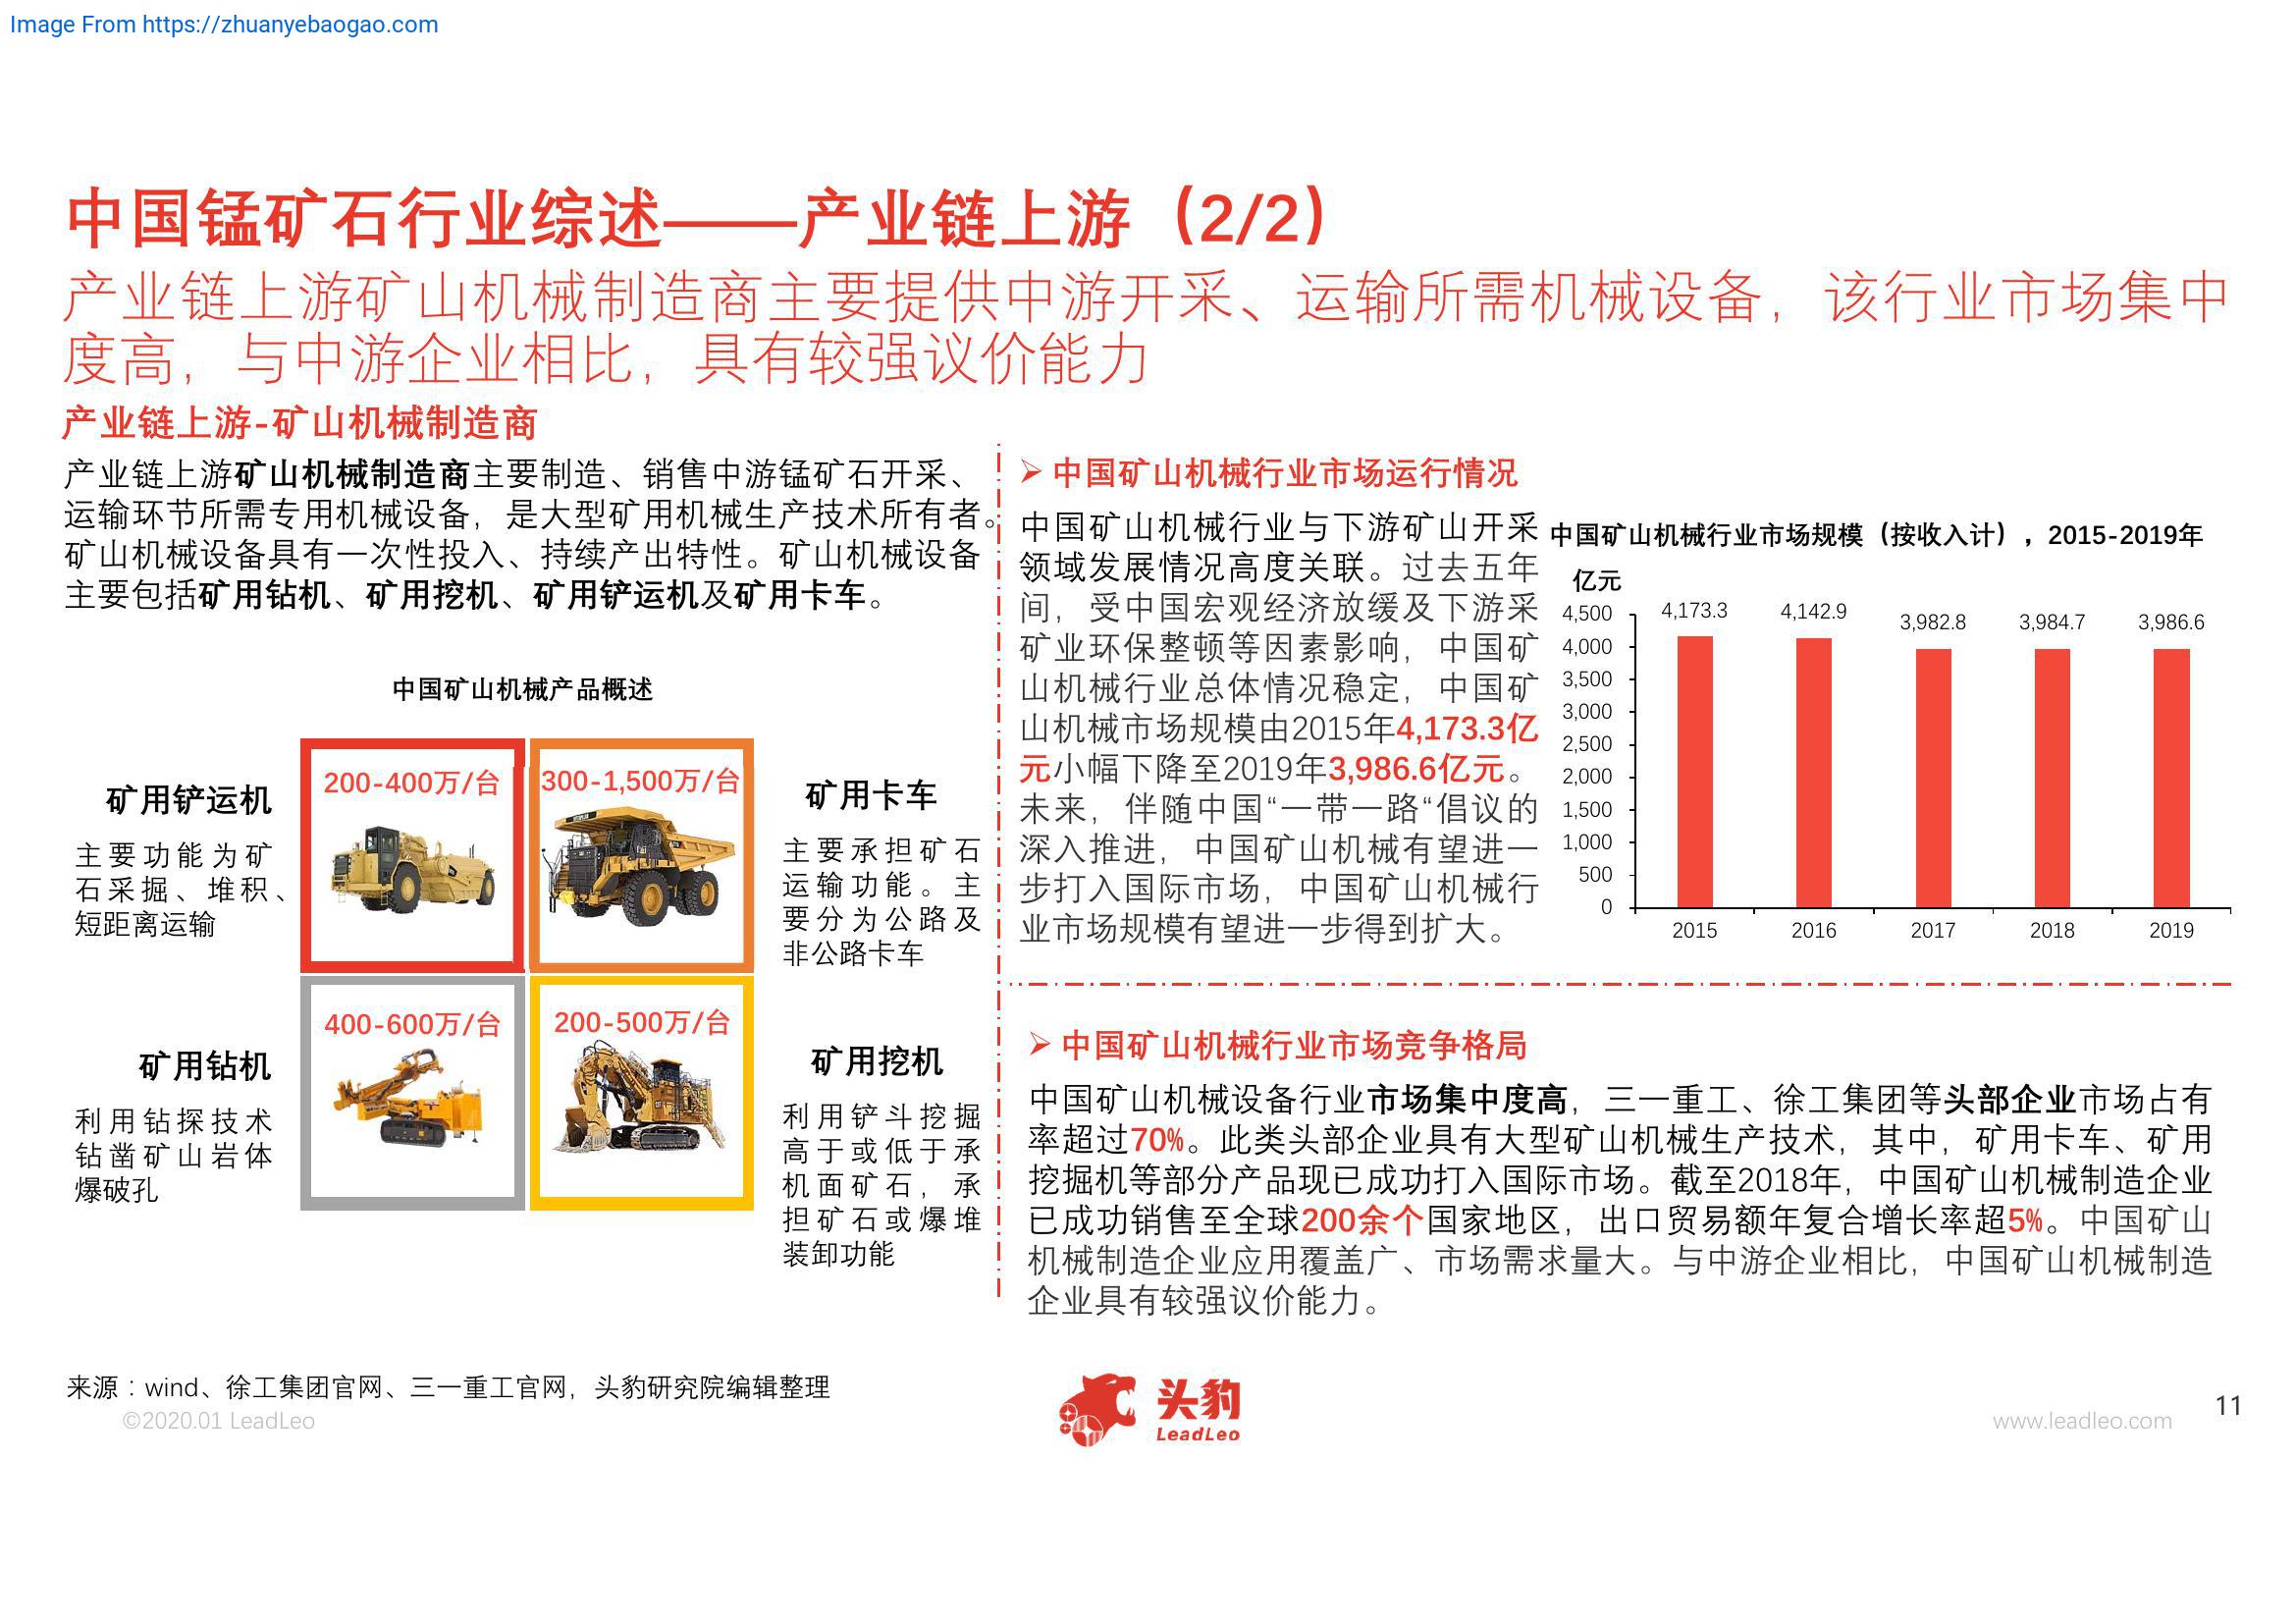 Image From https://zhuanyebaogao.com
中国锰矿石行业综述——产业链上游（2/2）
产业链上游矿山机械制造商主要提供中游开采、运输所需机械设备，该行业市场集中
度高，与中游企业相比，具有较强议价能力
产业链上游-矿山机械制造商
产业链上游矿山机械制造商主要制造、销售中游锰矿石开采、
运输环节所需专用机械设备，是大型矿用机械生产技术所有者。
矿山机械设备具有一次性投入、持续产出特性。矿山机械设备
主要包括矿用钻机、矿用挖机、矿用铲运机及矿用卡车。
中国矿山机械产品概述
矿用铲运机
主要功能为矿
石采掘、堆积、
短距离运输
200-400万/台
300-1,500万/台
矿用卡车
主要承担矿石
运输功能。主
要分为公路及
非公路卡车
矿用钻机
利用钻探技术
钻凿矿山岩体
爆破孔
400-600万/台
200-500万/台
矿用挖机
利用铲斗挖掘
高于或低于承
机面矿石，承
担矿石或爆堆
装卸功能
➢ 中国矿山机械行业市场运行情况
中国矿山机械行业与下游矿山开采
领域发展情况高度关联。过去五年
间，受中国宏观经济放缓及下游采
矿业环保整顿等因素影响，中国矿
山机械行业总体情况稳定，中国矿
山机械市场规模由2015年4,173.3亿
元小幅下降至2019年3,986.6亿元。
未来，伴随中国“一带一路“倡议的
深入推进，中国矿山机械有望进一
步打入国际市场，中国矿山机械行
业市场规模有望进一步得到扩大。
中国矿山机械行业市场规模（按收入计），2015-2019年
亿元
4,500
4,000
3,500
3,000
2,500
2,000
1,500
1,000
500
0
4,173.3
4,142.9
3,982.8
3,984.7
3,986.6
2015
2016
2017
2018
2019
➢ 中国矿山机械行业市场竞争格局
中国矿山机械设备行业市场集中度高，三一重工、徐工集团等头部企业市场占有
率超过70%。此类头部企业具有大型矿山机械生产技术，其中，矿用卡车、矿用
挖掘机等部分产品现已成功打入国际市场。截至2018年，中国矿山机械制造企业
已成功销售至全球200余个国家地区，出口贸易额年复合增长率超5%。中国矿山
机械制造企业应用覆盖广、市场需求量大。与中游企业相比，中国矿山机械制造
企业具有较强议价能力。
来源：wind、徐工集团官网、三一重工官网，头豹研究院编辑整理
©2020.01 LeadLeo
头豹
LeadLeo
www.leadleo.com
11